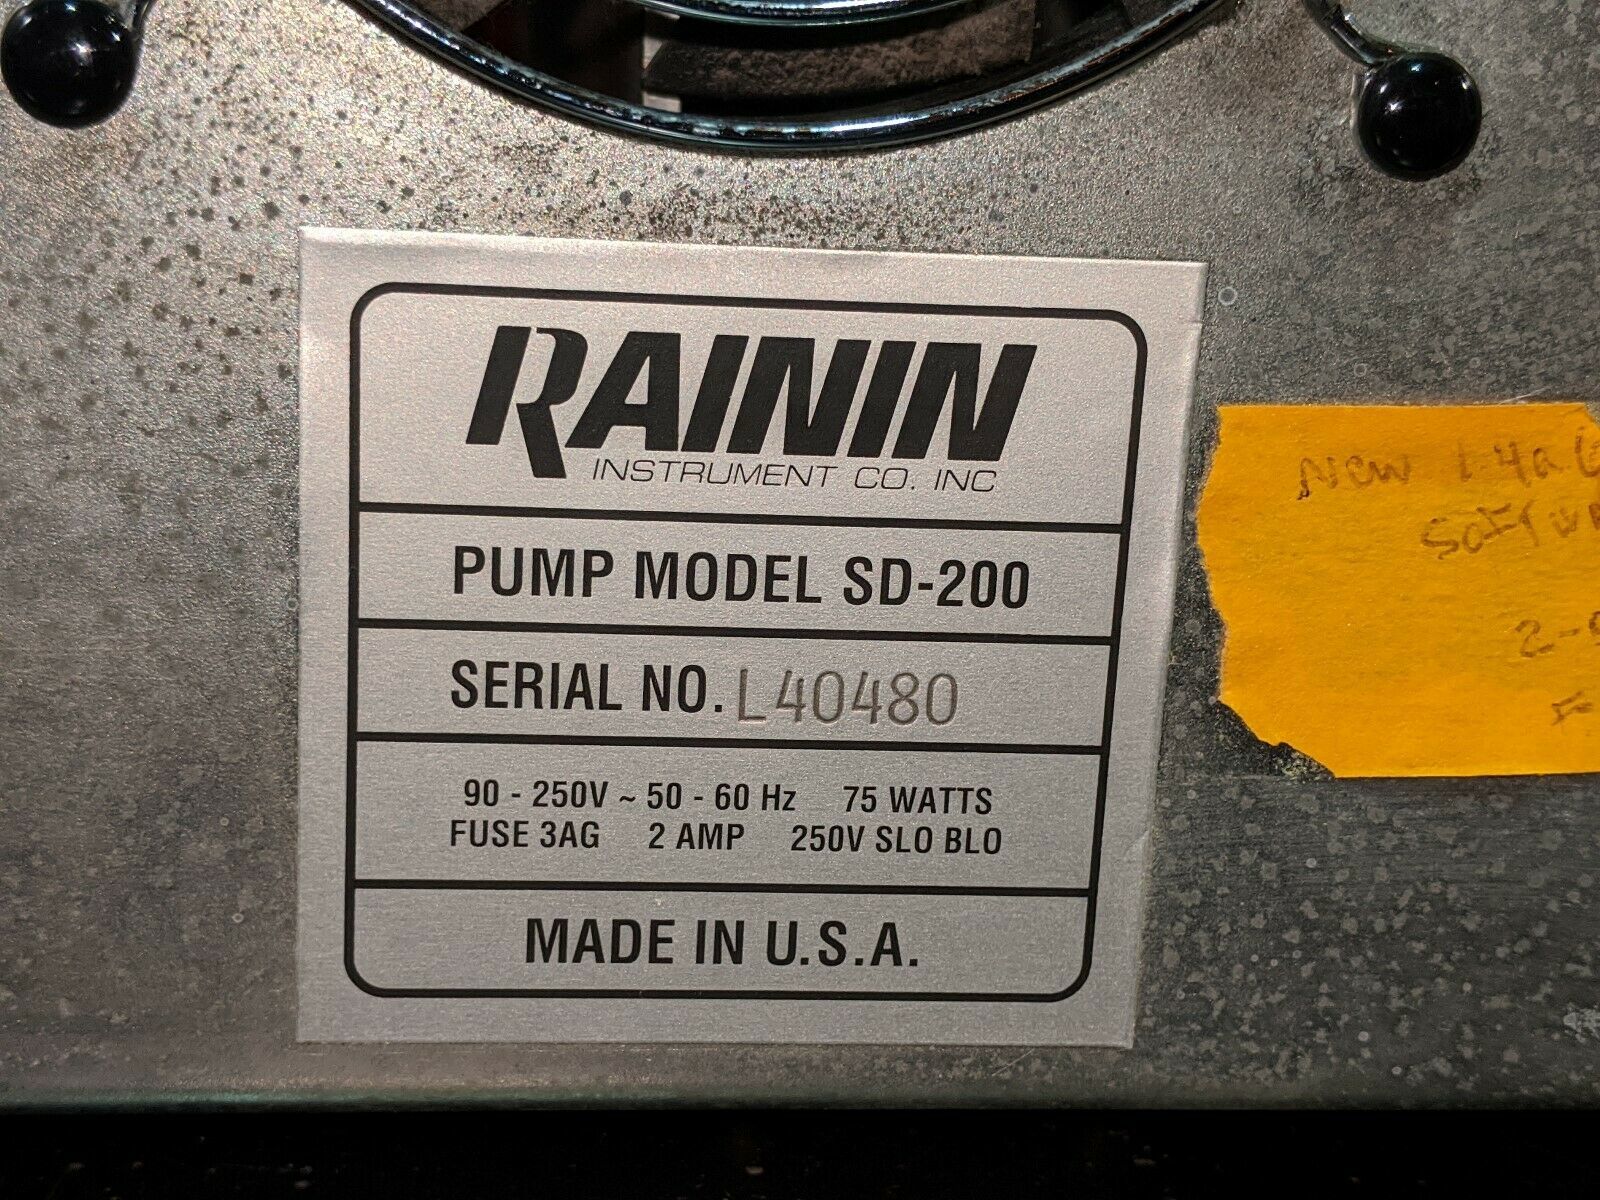 RAININ
INSTRUMENT CO. INC
PUMP MODEL SD-200
SERIAL NO. L40480
90 - 250V ~ 50 - 60 Hz 75 WATTS
FUSE 3AG 2 AMP 250V SLO BLO
MADE IN U.S.A.
New